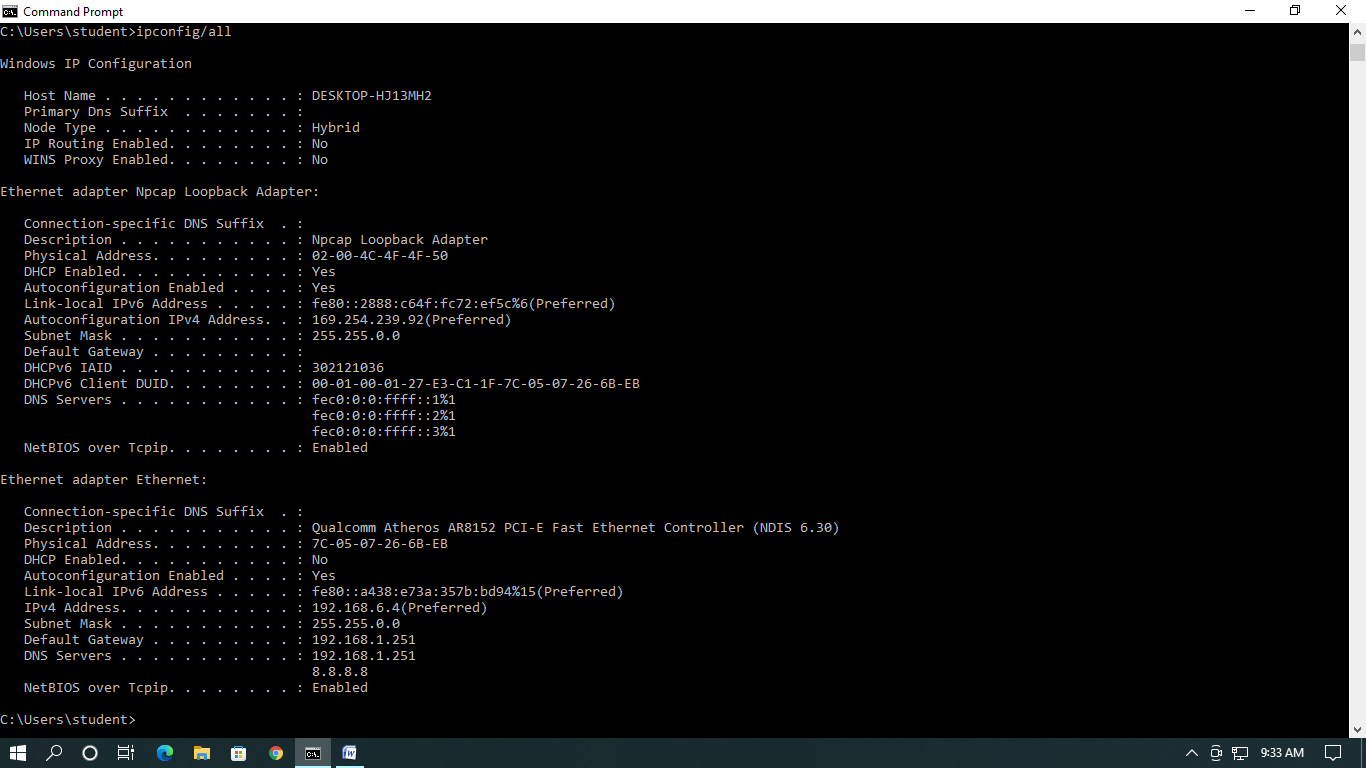 Command Prompt
C:\Users\student>ipconfig/all
Windows IP Configuration
Host Name . . . . . . . . . . . . : DESKTOP-HJ13MH2
Primary Dns Suffix  . . . . . . . :
Node Type . . . . . . . . . . . . : Hybrid
IP Routing Enabled. . . . . . . . : No
WINS Proxy Enabled. . . . . . . . : No
Ethernet adapter Npcap Loopback Adapter:
Connection-specific DNS Suffix  . :
Description . . . . . . . . . . . : Npcap Loopback Adapter
Physical Address. . . . . . . . . : 02-00-4C-4F-4F-50
DHCP Enabled. . . . . . . . . . . : Yes
Autoconfiguration Enabled . . . . : Yes
Link-local IPv6 Address . . . . . : fe80::2888:c64f:fc72:ef5c%6(Preferred)
Autoconfiguration IPv4 Address. . : 169.254.239.92(Preferred)
Subnet Mask . . . . . . . . . . . : 255.255.0.0
Default Gateway . . . . . . . . . :
DHCPv6 IAID . . . . . . . . . . . : 302121036
DHCPv6 Client DUID. . . . . . . . : 00-01-00-01-27-E3-C1-1F-7C-05-07-26-6B-EB
DNS Servers . . . . . . . . . . . : fec0:0:0:ffff::1%1
fec0:0:0:ffff::2%1
fec0:0:0:ffff::3%1
NetBIOS over Tcpip. . . . . . . . : Enabled
Ethernet adapter Ethernet:
Connection-specific DNS Suffix  . :
Description . . . . . . . . . . . : Qualcomm Atheros AR8152 PCI-E Fast Ethernet Controller (NDIS 6.30)
Physical Address. . . . . . . . . : 7C-05-07-26-6B-EB
DHCP Enabled. . . . . . . . . . . : No
Autoconfiguration Enabled . . . . : Yes
Link-local IPv6 Address . . . . . : fe80::a438:e73a:357b:bd94%15(Preferred)
IPv4 Address. . . . . . . . . . . : 192.168.6.4(Preferred)
Subnet Mask . . . . . . . . . . . : 255.255.0.0
Default Gateway . . . . . . . . . : 192.168.1.251
DNS Servers . . . . . . . . . . . : 192.168.1.251
8.8.8.8
NetBIOS over Tcpip. . . . . . . . : Enabled
C:\Users\student>
9:33 AM